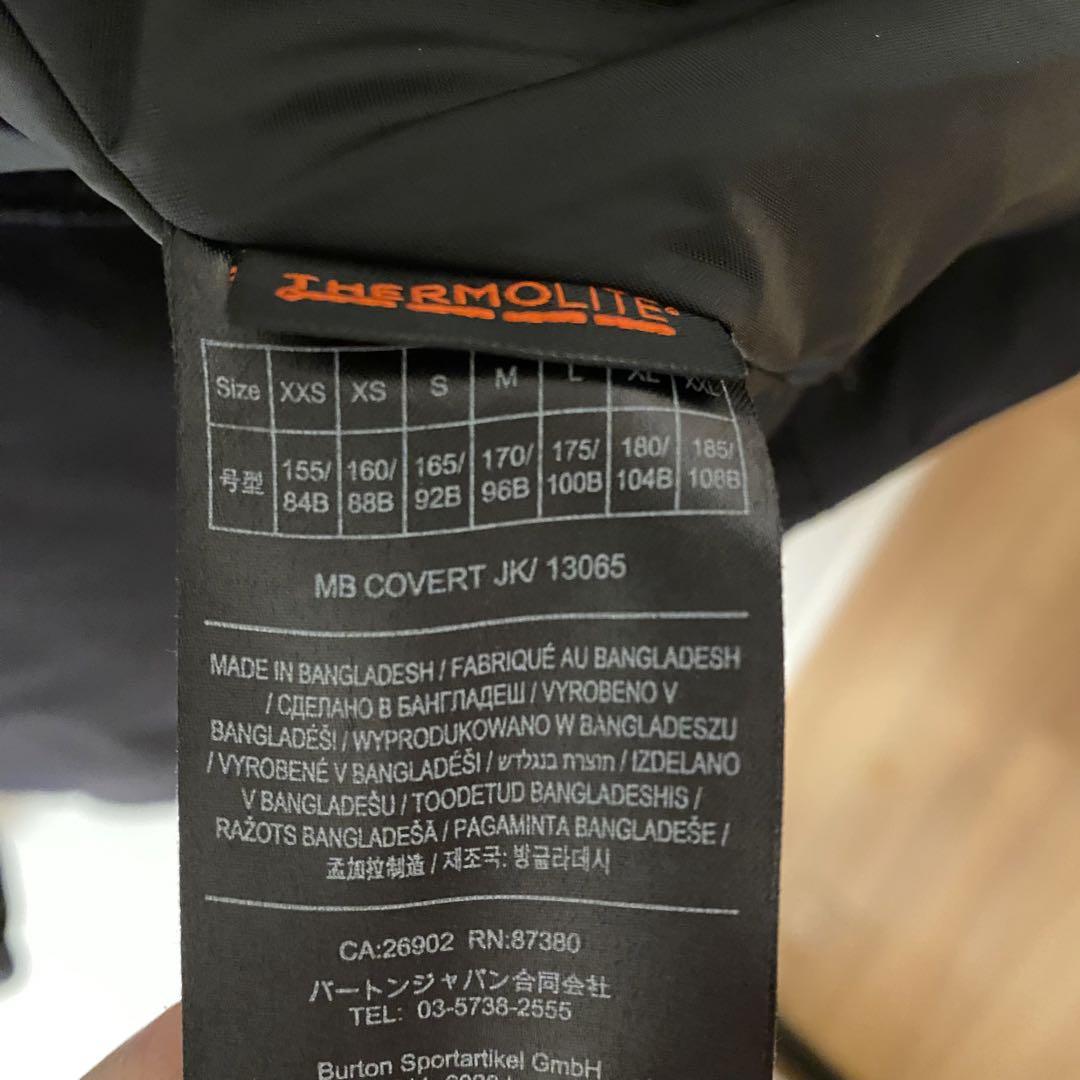 THERMOLITE
Size XXS XS S M L XL XXL
号型 155/84B 160/88B 165/92B 170/96B 175/100B 180/104B 185/108B
MB COVERT JK/ 13065
MADE IN BANGLADESH / FABRIQUÉ AU BANGLADESH
/ СДЕЛАНО В БАНГЛАДЕШ / VYROBENO V
BANGLADÉŠI / WYPRODUKOWANO W BANGLADESZU
/ VYROBENÉ V BANGLADÉŠI / תוצרת בנגלדש / IZDELANO
V BANGLADEŠU / TOODETUD BANGLADESHIS /
RAŽOTS BANGLADEŠĀ / PAGAMINTA BANGLADEŠE /
孟加拉制造 / 제조국: 방글라데시
CA:26902 RN:87380
バートンジャパン合同会社
TEL: 03-5738-2555
Burton Sportartikel GmbH